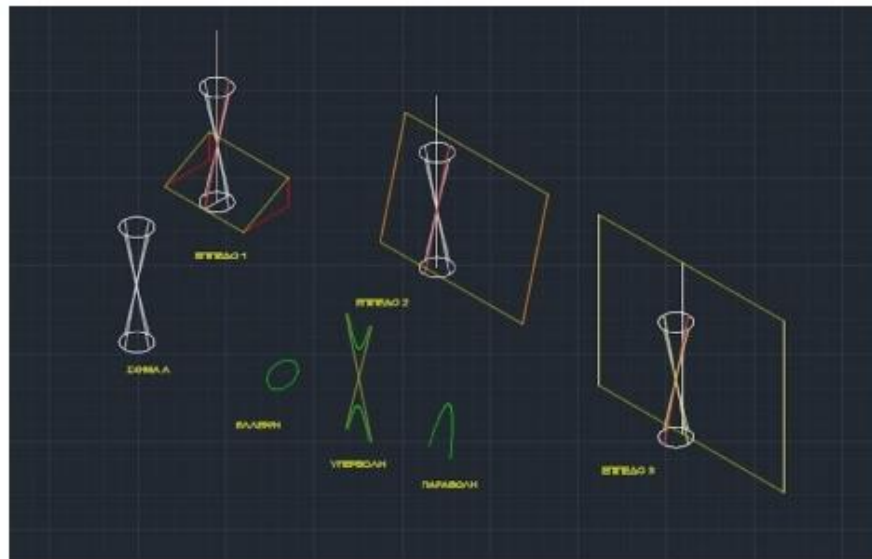 ΕΠΙΠΕΔΟ 1
ΕΠΙΠΕΔΟ 2
ΣΧΗΜΑ Α
ΕΛΛΕΙΨΗ
ΥΠΕΡΒΟΛΗ
ΠΑΡΑΒΟΛΗ
ΕΠΙΠΕΔΟ 3